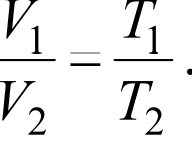 V₁/V₂ = T₁/T₂.